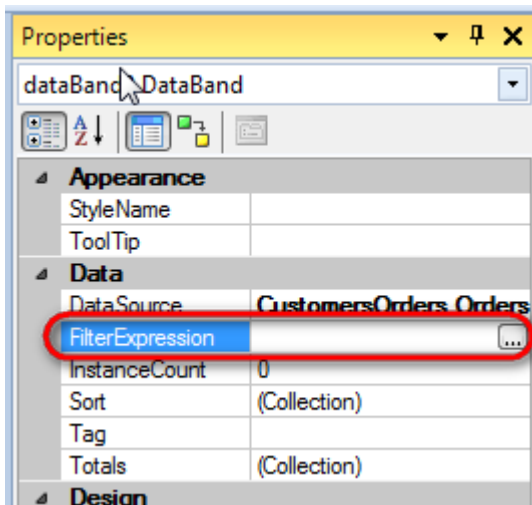 Properties
dataBand DataBand
Appearance
StyleName
ToolTip
Data
DataSource CustomersOrders.Orders
FilterExpression ...
InstanceCount 0
Sort (Collection)
Tag
Totals (Collection)
Design